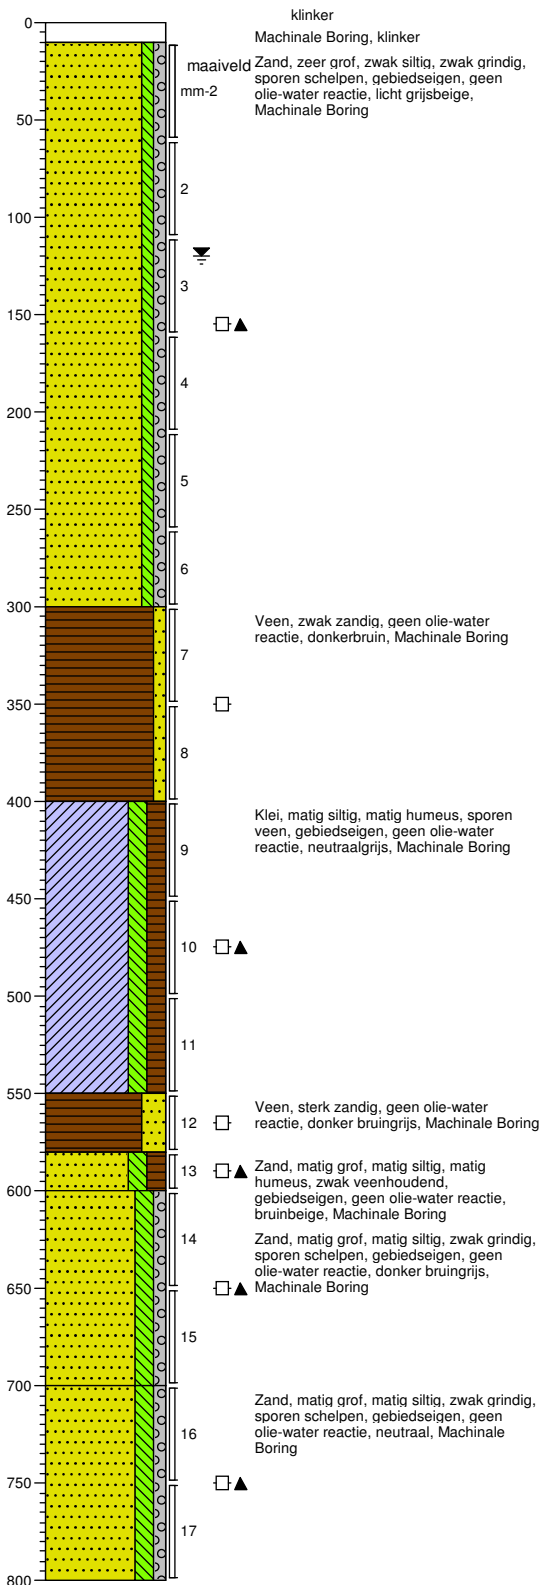 klinker
0
Machinale Boring, klinker
maaiveld
Zand, zeer grof, zwak siltig, zwak grindig,
sporen schelpen, gebiedseigen, geen
olie-water reactie, licht grijsbeige,
Machinale Boring
mm-2
50
2
100
3
150
4
200
5
250
6
300
Veen, zwak zandig, geen olie-water
reactie, donkerbruin, Machinale Boring
7
350
8
400
Klei, matig siltig, matig humeus, sporen
veen, gebiedseigen, geen olie-water
reactie, neutraalgrijs, Machinale Boring
9
450
10
500
11
550
Veen, sterk zandig, geen olie-water
reactie, donker bruingrijs, Machinale Boring
12
13
Zand, matig grof, matig siltig, matig
humeus, zwak veenhoudend,
gebiedseigen, geen olie-water reactie,
bruinbeige, Machinale Boring
600
14
Zand, matig grof, matig siltig, zwak grindig,
sporen schelpen, gebiedseigen, geen
olie-water reactie, donker bruingrijs,
Machinale Boring
650
15
700
Zand, matig grof, matig siltig, zwak grindig,
sporen schelpen, gebiedseigen, geen
olie-water reactie, neutraal, Machinale
Boring
16
750
17
800